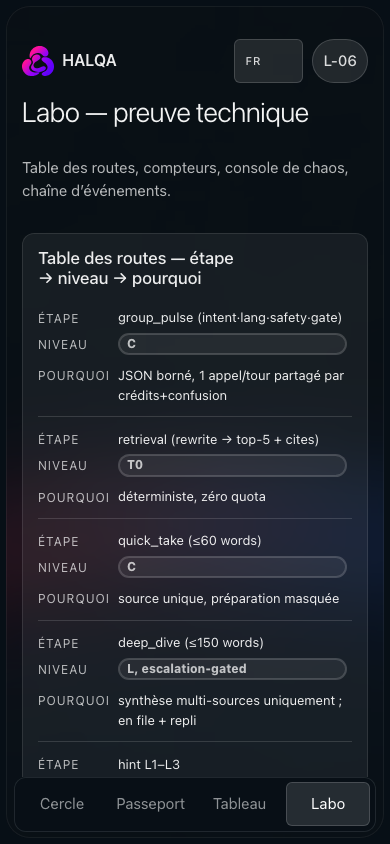 HALQA
FR
L-06
Labo — preuve technique
Table des routes, compteurs, console de chaos,
chaîne d'événements.
Table des routes — étape
→ niveau → pourquoi
ÉTAPE group_pulse (intent·lang·safety·gate)
NIVEAU C
POURQUOI JSON borné, 1 appel/tour partagé par
crédits+confusion
ÉTAPE retrieval (rewrite → top-5 + cites)
NIVEAU T0
POURQUOI déterministe, zéro quota
ÉTAPE quick_take (≤60 words)
NIVEAU C
POURQUOI source unique, préparation masquée
ÉTAPE deep_dive (≤150 words)
NIVEAU L, escalation-gated
POURQUOI synthèse multi-sources uniquement ;
en file + repli
ÉTAPE hint L1–L3
Cercle Passeport Tableau Labo